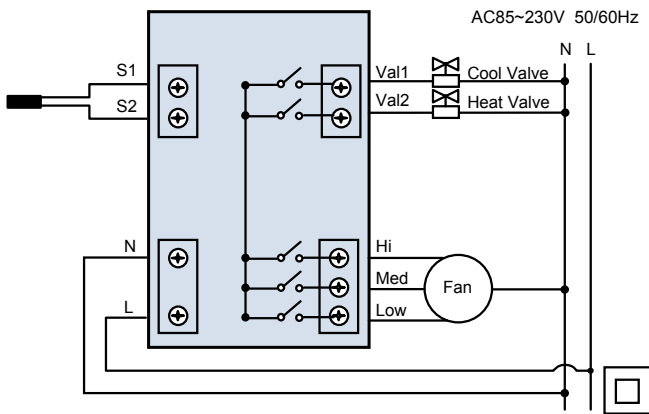 AC85~230V 50/60Hz
N L
S1
S2
Val1
Cool Valve
Val2
Heat Valve
N
L
Hi
Med
Low
Fan